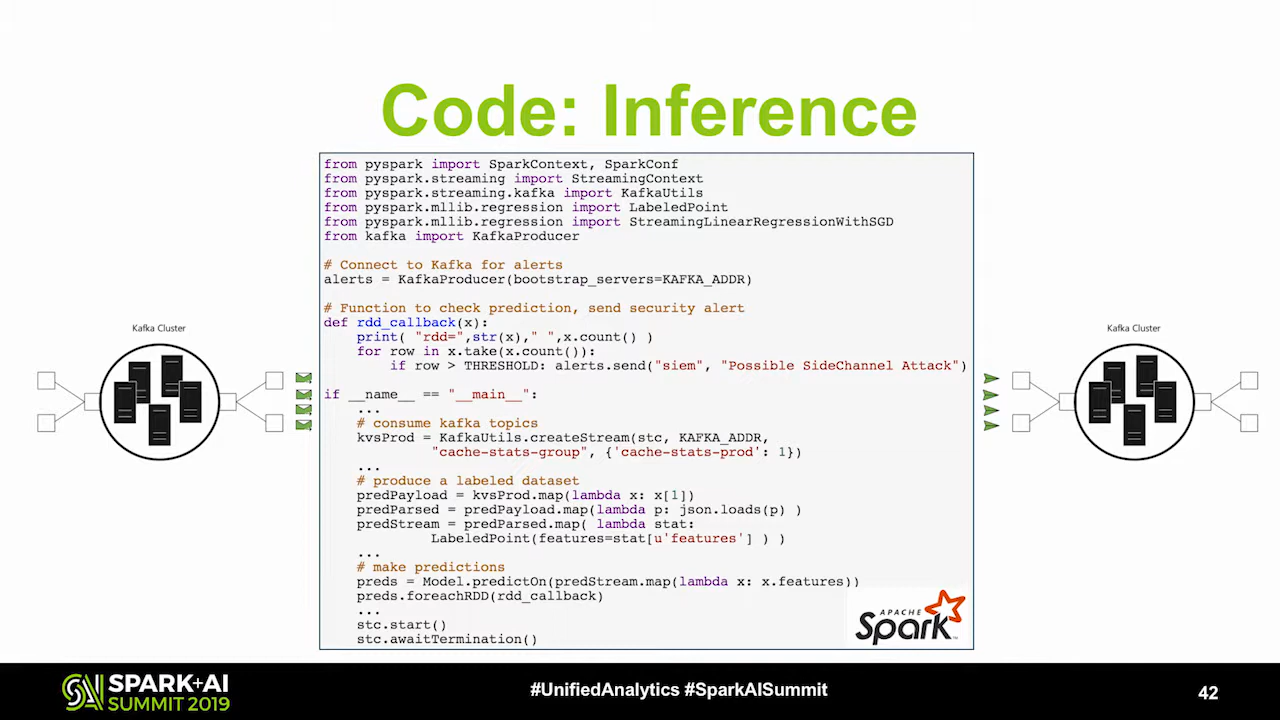 Code: Inference
from pyspark import SparkContext, SparkConf
from pyspark.streaming import StreamingContext
from pyspark.streaming.kafka import KafkaUtils
from pyspark.mllib.regression import LabeledPoint
from pyspark.mllib.regression import StreamingLinearRegressionWithSGD
from kafka import KafkaProducer
# Connect to Kafka for alerts
alerts = KafkaProducer(bootstrap_servers=KAFKA_ADDR)
# Function to check prediction, send security alert
def rdd_callback(x):
    print( "rdd=",str(x)," ",x.count() )
    for row in x.take(x.count()):
        if row > THRESHOLD: alerts.send("siem", "Possible SideChannel Attack")
if __name__ == "__main__":
    ...
    # consume kafka topics
    kvsProd = KafkaUtils.createStream(stc, KAFKA_ADDR,
             "cache-stats-group", {'cache-stats-prod': 1})
    ...
    # produce a labeled dataset
    predPayload = kvsProd.map(lambda x: x[1])
    predParsed = predPayload.map(lambda p: json.loads(p) )
    predStream = predParsed.map( lambda stat:
             LabeledPoint(features=stat[u'features'] ) )
    ...
    # make predictions
    preds = Model.predictOn(predStream.map(lambda x: x.features))
    preds.foreachRDD(rdd_callback)
    ...
    stc.start()
    stc.awaitTermination()
Kafka Cluster
Kafka Cluster
APACHE
Spark™
SPARK+AI
SUMMIT 2019
#UnifiedAnalytics #SparkAISummit
42